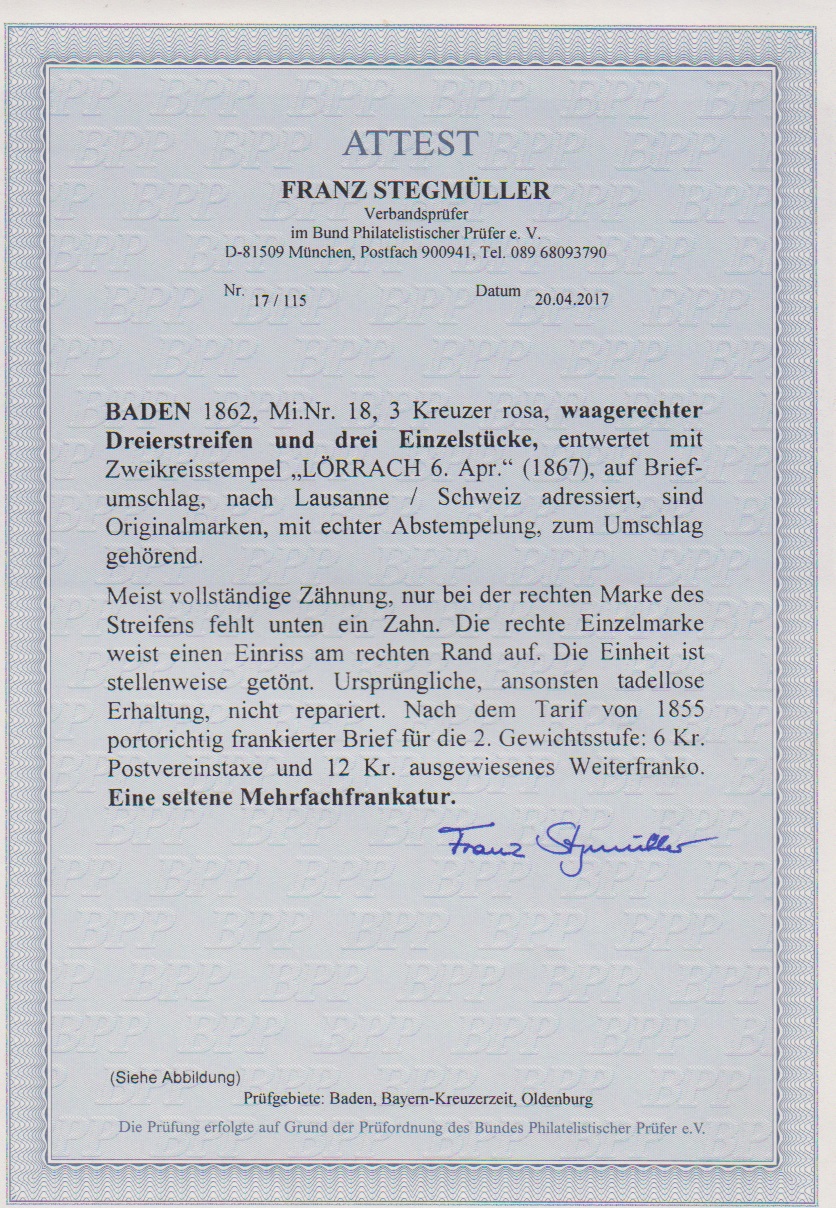 ATTEST
FRANZ STEGMÜLLER
Verbandsprüfer
im Bund Philatelistischer Prüfer e. V.
D-81509 München, Postfach 900941, Tel. 089 68093790
Nr. 17 / 115 Datum 20.04.2017
BADEN 1862, Mi.Nr. 18, 3 Kreuzer rosa, waagerechter
Dreierstreifen und drei Einzelstücke, entwertet mit
Zweikreisstempel „LÖRRACH 6. Apr.“ (1867), auf Brief-
umschlag, nach Lausanne / Schweiz adressiert, sind
Originalmarken, mit echter Abstempelung, zum Umschlag
gehörend.
Meist vollständige Zähnung, nur bei der rechten Marke des
Streifens fehlt unten ein Zahn. Die rechte Einzelmarke
weist einen Einriss am rechten Rand auf. Die Einheit ist
stellenweise getönt. Ursprüngliche, ansonsten tadellose
Erhaltung, nicht repariert. Nach dem Tarif von 1855
portorichtig frankierter Brief für die 2. Gewichtsstufe: 6 Kr.
Postvereinstaxe und 12 Kr. ausgewiesenes Weiterfranko.
Eine seltene Mehrfachfrankatur.
Franz Stegmüller
(Siehe Abbildung)
Prüfgebiete: Baden, Bayern-Kreuzerzeit, Oldenburg
Die Prüfung erfolgte auf Grund der Prüfordnung des Bundes Philatelistischer Prüfer e.V.